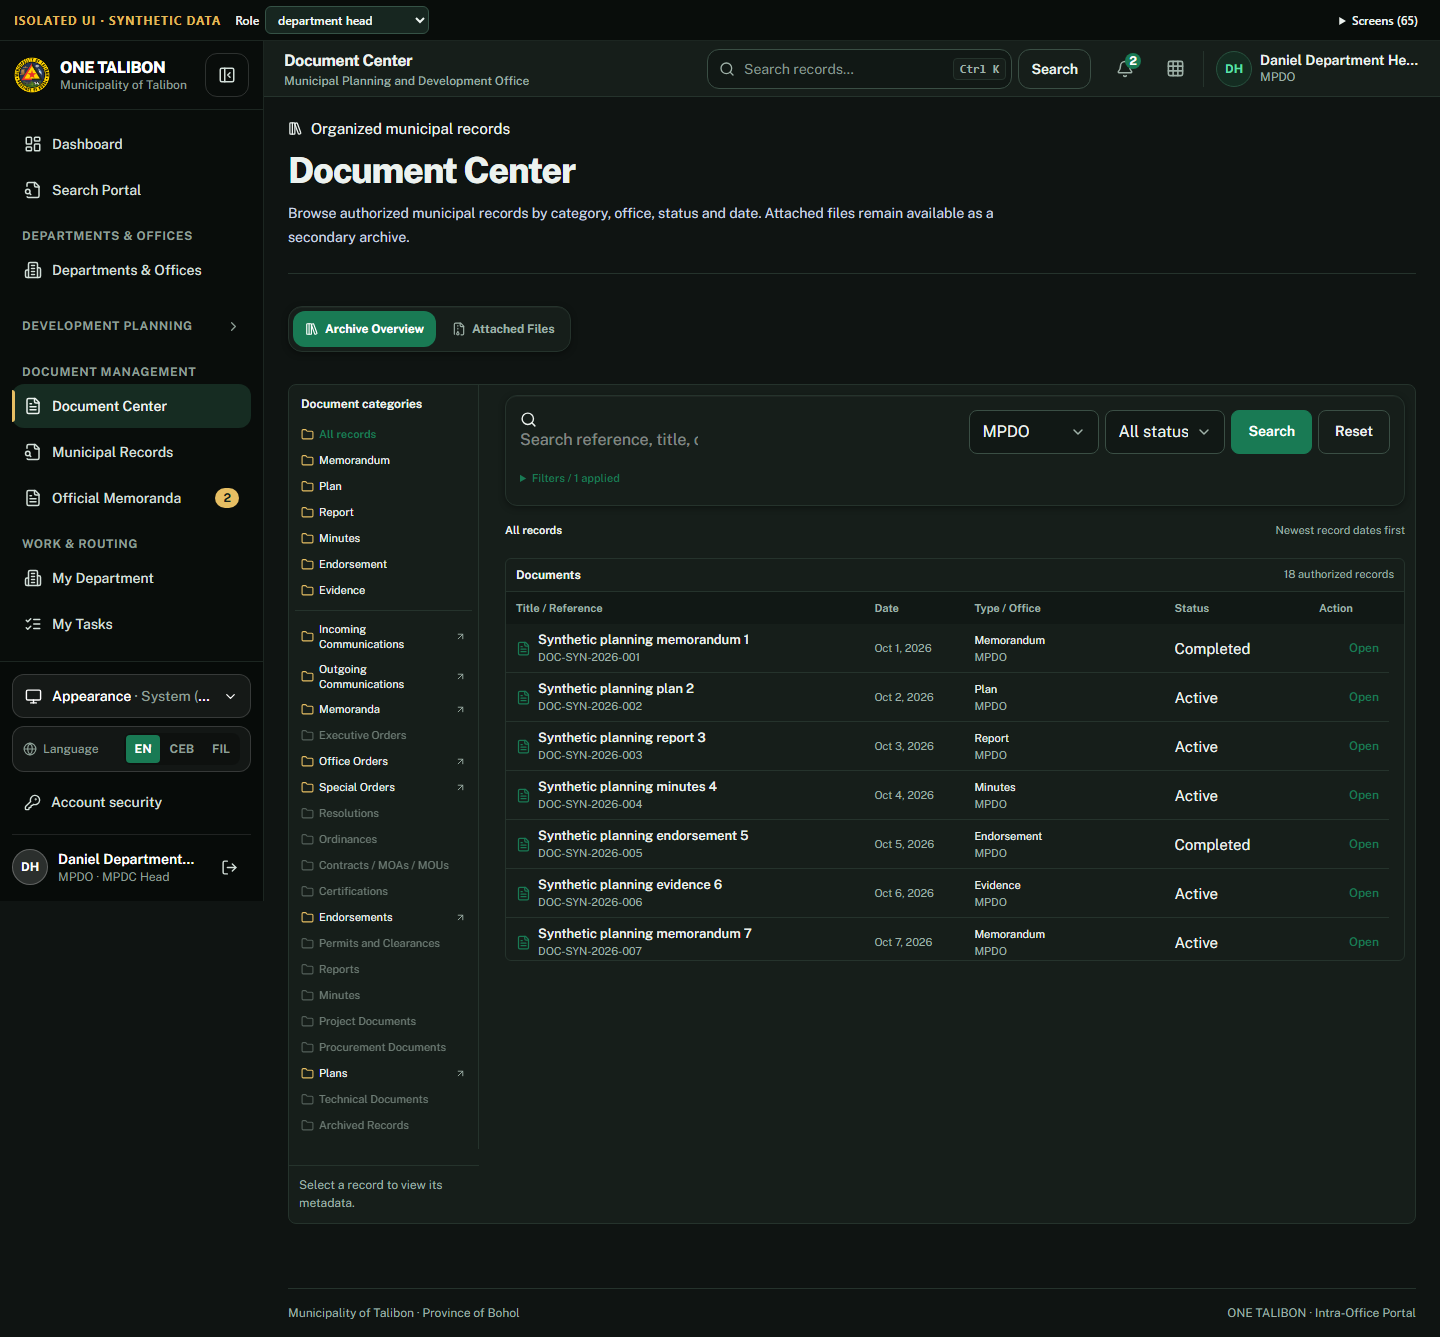 ISOLATED UI · SYNTHETIC DATA Role department head Screens (65)
ONE TALIBON
Municipality of Talibon
Document Center
Municipal Planning and Development Office
Search records... Ctrl K Search
2
DH
Daniel Department He...
MPDO
Dashboard
Search Portal
DEPARTMENTS & OFFICES
Departments & Offices
DEVELOPMENT PLANNING
DOCUMENT MANAGEMENT
Document Center
Municipal Records
Official Memoranda 2
WORK & ROUTING
My Department
My Tasks
Appearance · System (...
Language EN CEB FIL
Account security
DH
Daniel Department...
MPDO · MPDC Head
Organized municipal records
Document Center
Browse authorized municipal records by category, office, status and date. Attached files remain available as a
secondary archive.
Archive Overview Attached Files
Document categories
All records
Memorandum
Plan
Report
Minutes
Endorsement
Evidence
Incoming
Communications
Outgoing
Communications
Memoranda
Executive Orders
Office Orders
Special Orders
Resolutions
Ordinances
Contracts / MOAs / MOUs
Certifications
Endorsements
Permits and Clearances
Reports
Minutes
Project Documents
Procurement Documents
Plans
Technical Documents
Archived Records
Select a record to view its
metadata.
Search reference, title, c
MPDO All status Search Reset
Filters / 1 applied
All records Newest record dates first
Documents 18 authorized records
Title / Reference Date Type / Office Status Action
Synthetic planning memorandum 1
DOC-SYN-2026-001 Oct 1, 2026 Memorandum
MPDO Completed Open
Synthetic planning plan 2
DOC-SYN-2026-002 Oct 2, 2026 Plan
MPDO Active Open
Synthetic planning report 3
DOC-SYN-2026-003 Oct 3, 2026 Report
MPDO Active Open
Synthetic planning minutes 4
DOC-SYN-2026-004 Oct 4, 2026 Minutes
MPDO Active Open
Synthetic planning endorsement 5
DOC-SYN-2026-005 Oct 5, 2026 Endorsement
MPDO Completed Open
Synthetic planning evidence 6
DOC-SYN-2026-006 Oct 6, 2026 Evidence
MPDO Active Open
Synthetic planning memorandum 7
DOC-SYN-2026-007 Oct 7, 2026 Memorandum
MPDO Active Open
Municipality of Talibon · Province of Bohol
ONE TALIBON · Intra-Office Portal